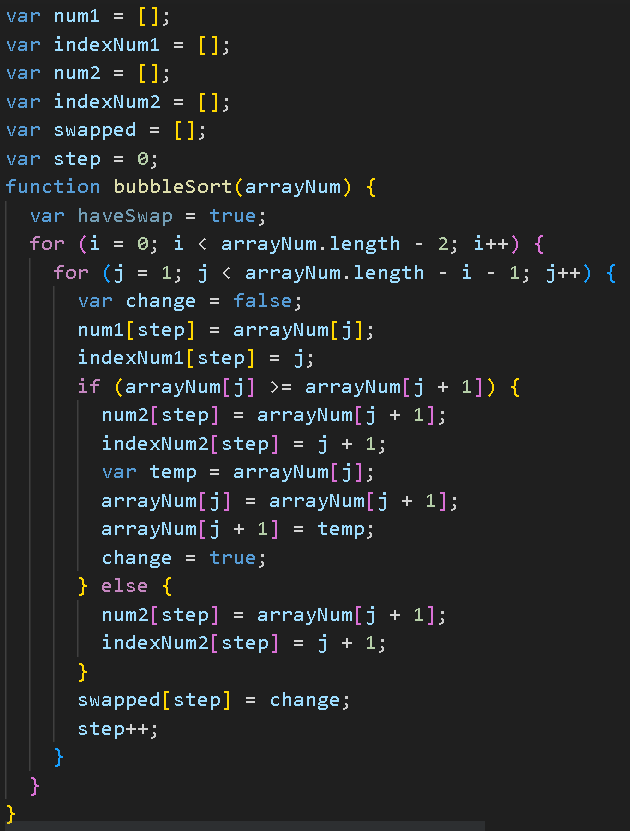 var num1 = [];
var indexNum1 = [];
var num2 = [];
var indexNum2 = [];
var swapped = [];
var step = 0;
function bubbleSort(arrayNum) {
  var haveSwap = true;
  for (i = 0; i < arrayNum.length - 2; i++) {
    for (j = 1; j < arrayNum.length - i - 1; j++) {
      var change = false;
      num1[step] = arrayNum[j];
      indexNum1[step] = j;
      if (arrayNum[j] >= arrayNum[j + 1]) {
        num2[step] = arrayNum[j + 1];
        indexNum2[step] = j + 1;
        var temp = arrayNum[j];
        arrayNum[j] = arrayNum[j + 1];
        arrayNum[j + 1] = temp;
        change = true;
      } else {
        num2[step] = arrayNum[j + 1];
        indexNum2[step] = j + 1;
      }
      swapped[step] = change;
      step++;
    }
  }
}